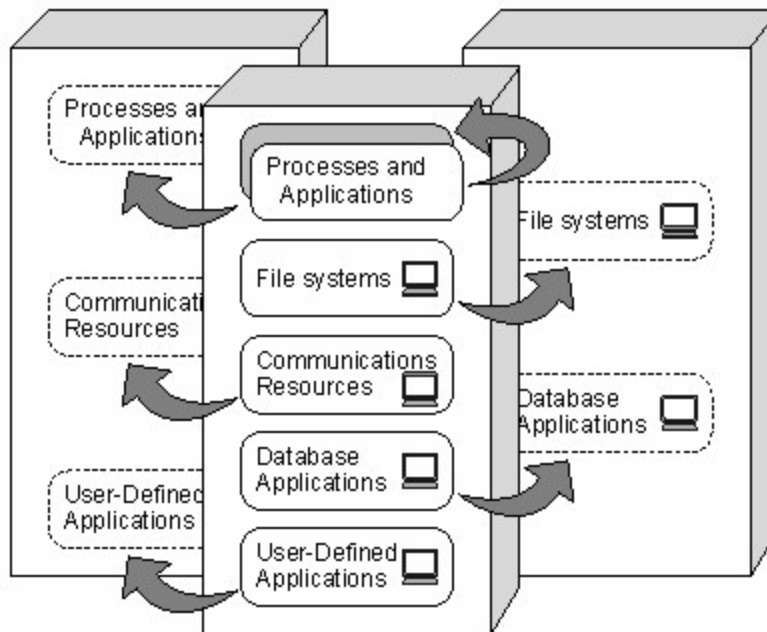 Processes an
Applications
Communicati
Resources
User-Defined
Applications
Processes and
Applications
File systems
Communications
Resources
Database
Applications
User-Defined
Applications
File systems
Database
Applications